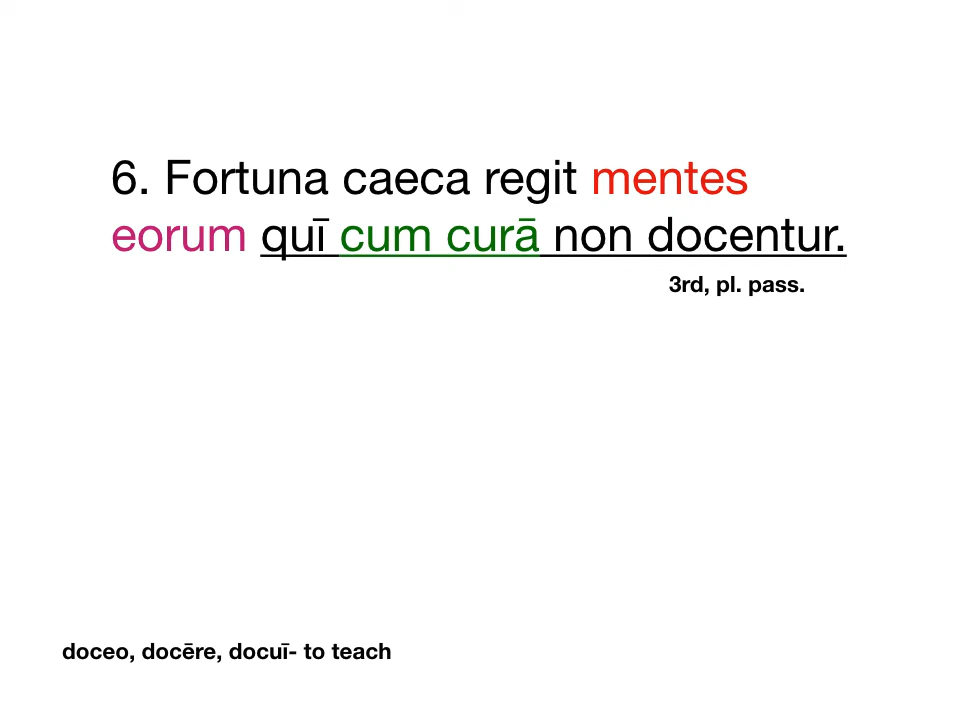 6. Fortuna caeca regit mentes
eorum quī cum curā non docentur.
3rd, pl. pass.
doceo, docēre, docuī- to teach